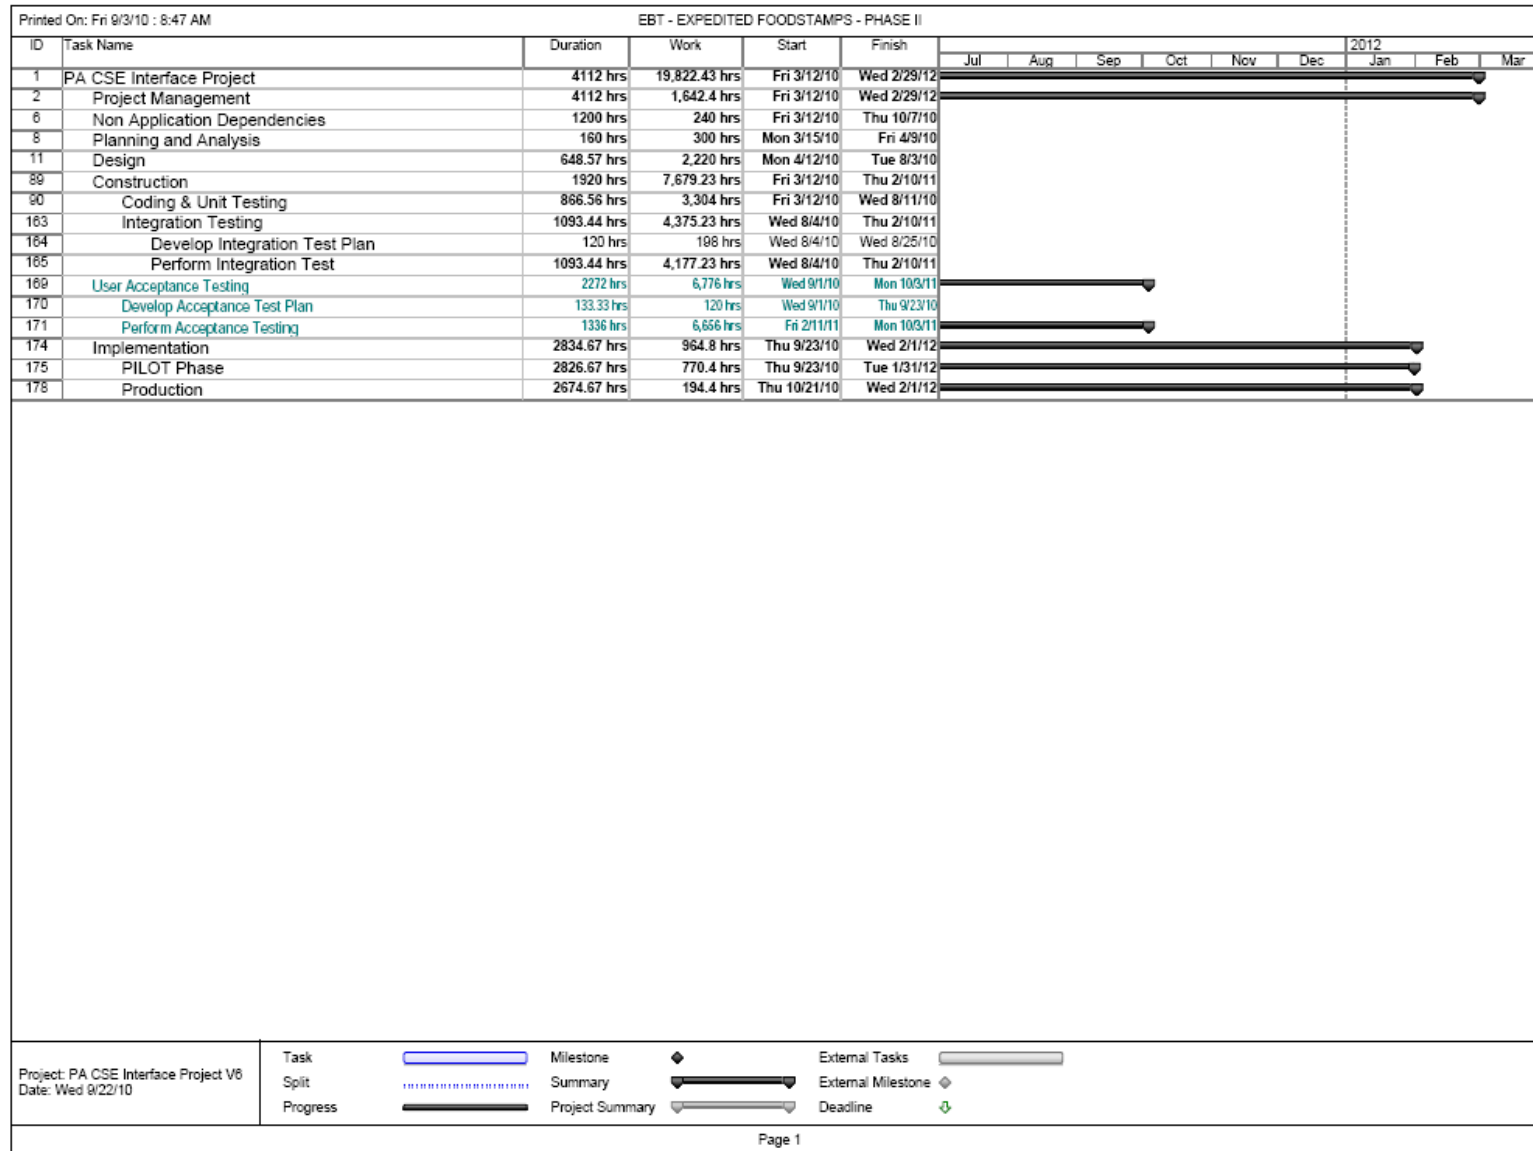 Printed On: Fri 9/3/10 : 8:47 AM EBT - EXPEDITED FOODSTAMPS - PHASE II
ID Task Name Duration Work Start Finish 2012
Jul Aug Sep Oct Nov Dec Jan Feb Mar
1 PA CSE Interface Project 4112 hrs 19,822.43 hrs Fri 3/12/10 Wed 2/29/12
2 Project Management 4112 hrs 1,642.4 hrs Fri 3/12/10 Wed 2/29/12
6 Non Application Dependencies 1200 hrs 240 hrs Fri 3/12/10 Thu 10/7/10
8 Planning and Analysis 160 hrs 300 hrs Mon 3/15/10 Fri 4/9/10
11 Design 648.57 hrs 2,220 hrs Mon 4/12/10 Tue 8/3/10
89 Construction 1920 hrs 7,679.23 hrs Fri 3/12/10 Thu 2/10/11
90 Coding & Unit Testing 866.56 hrs 3,304 hrs Fri 3/12/10 Wed 8/11/10
163 Integration Testing 1093.44 hrs 4,375.23 hrs Wed 8/4/10 Thu 2/10/11
164 Develop Integration Test Plan 120 hrs 198 hrs Wed 8/4/10 Wed 8/25/10
165 Perform Integration Test 1093.44 hrs 4,177.23 hrs Wed 8/4/10 Thu 2/10/11
169 User Acceptance Testing 2272 hrs 6,776 hrs Wed 9/1/10 Mon 10/3/11
170 Develop Acceptance Test Plan 133.33 hrs 120 hrs Wed 9/1/10 Thu 9/23/10
171 Perform Acceptance Testing 1336 hrs 6,656 hrs Fri 2/11/11 Mon 10/3/11
174 Implementation 2834.67 hrs 964.8 hrs Thu 9/23/10 Wed 2/1/12
175 PILOT Phase 2826.67 hrs 770.4 hrs Thu 9/23/10 Tue 1/31/12
178 Production 2674.67 hrs 194.4 hrs Thu 10/21/10 Wed 2/1/12
Project: PA CSE Interface Project V6
Date: Wed 9/22/10
Task Milestone External Tasks
Split Summary External Milestone
Progress Project Summary Deadline
Page 1